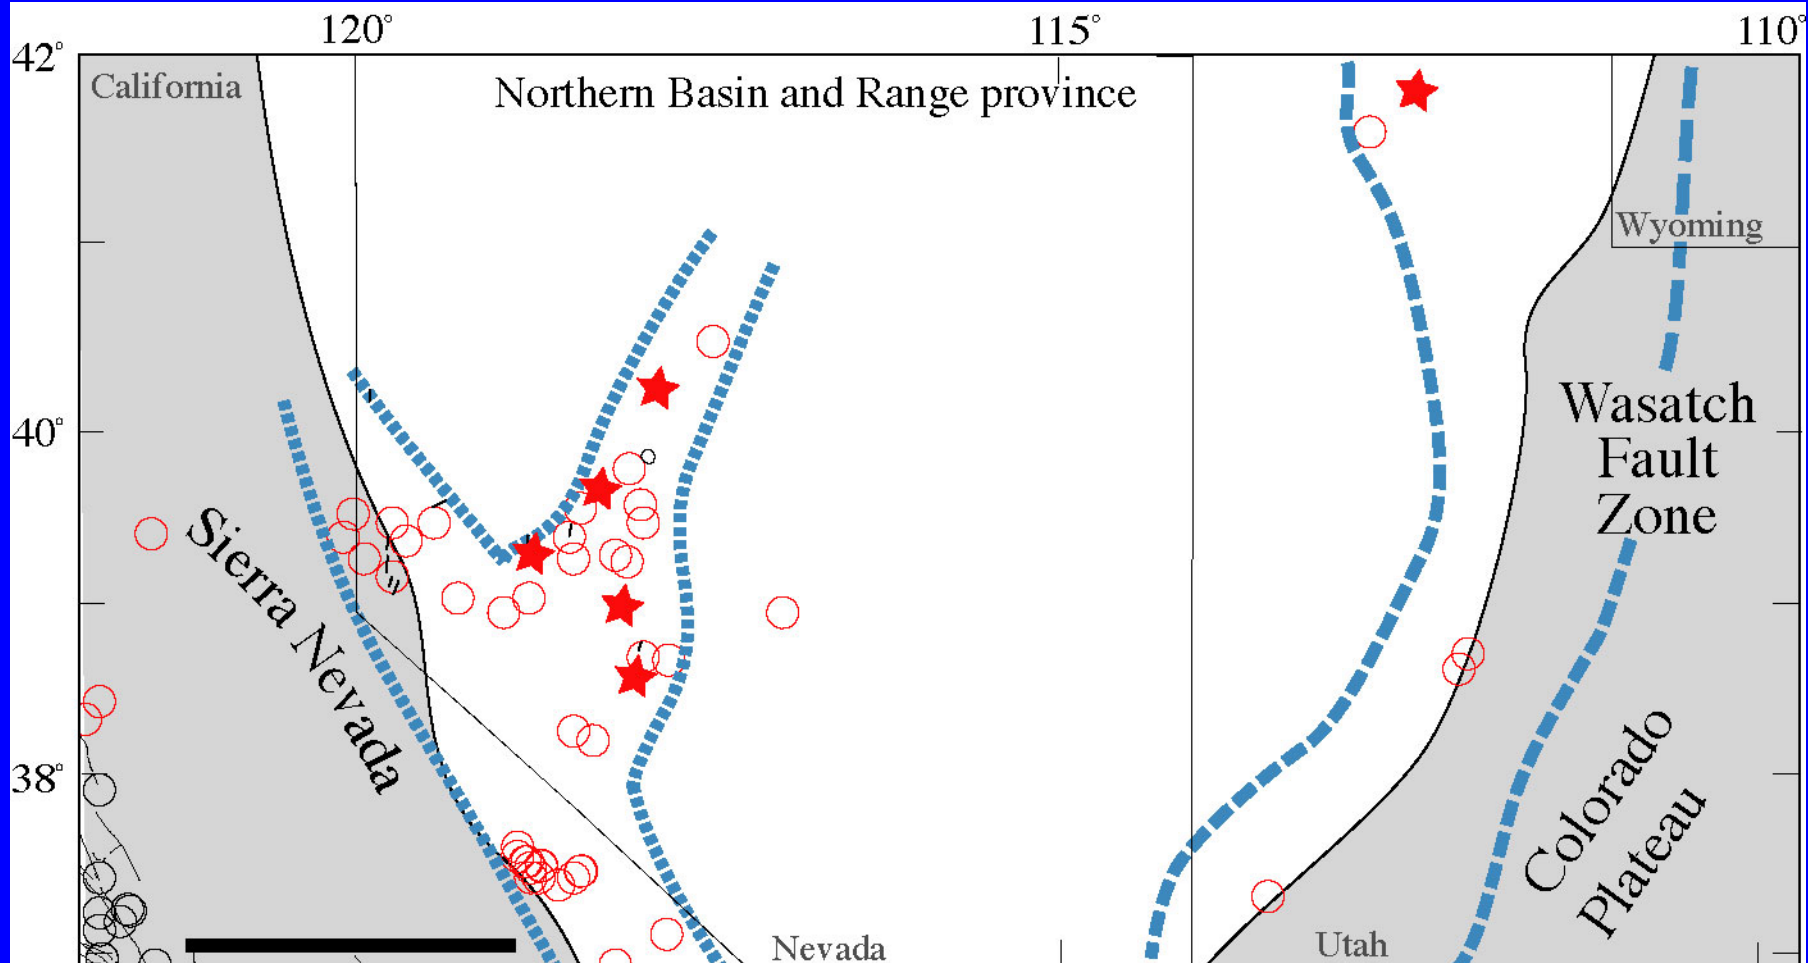 120°
115°
110°
42°
California
Northern Basin and Range province
Wyoming
40°
Wasatch
Fault
Zone
Sierra Nevada
38°
Colorado
Plateau
Nevada
Utah